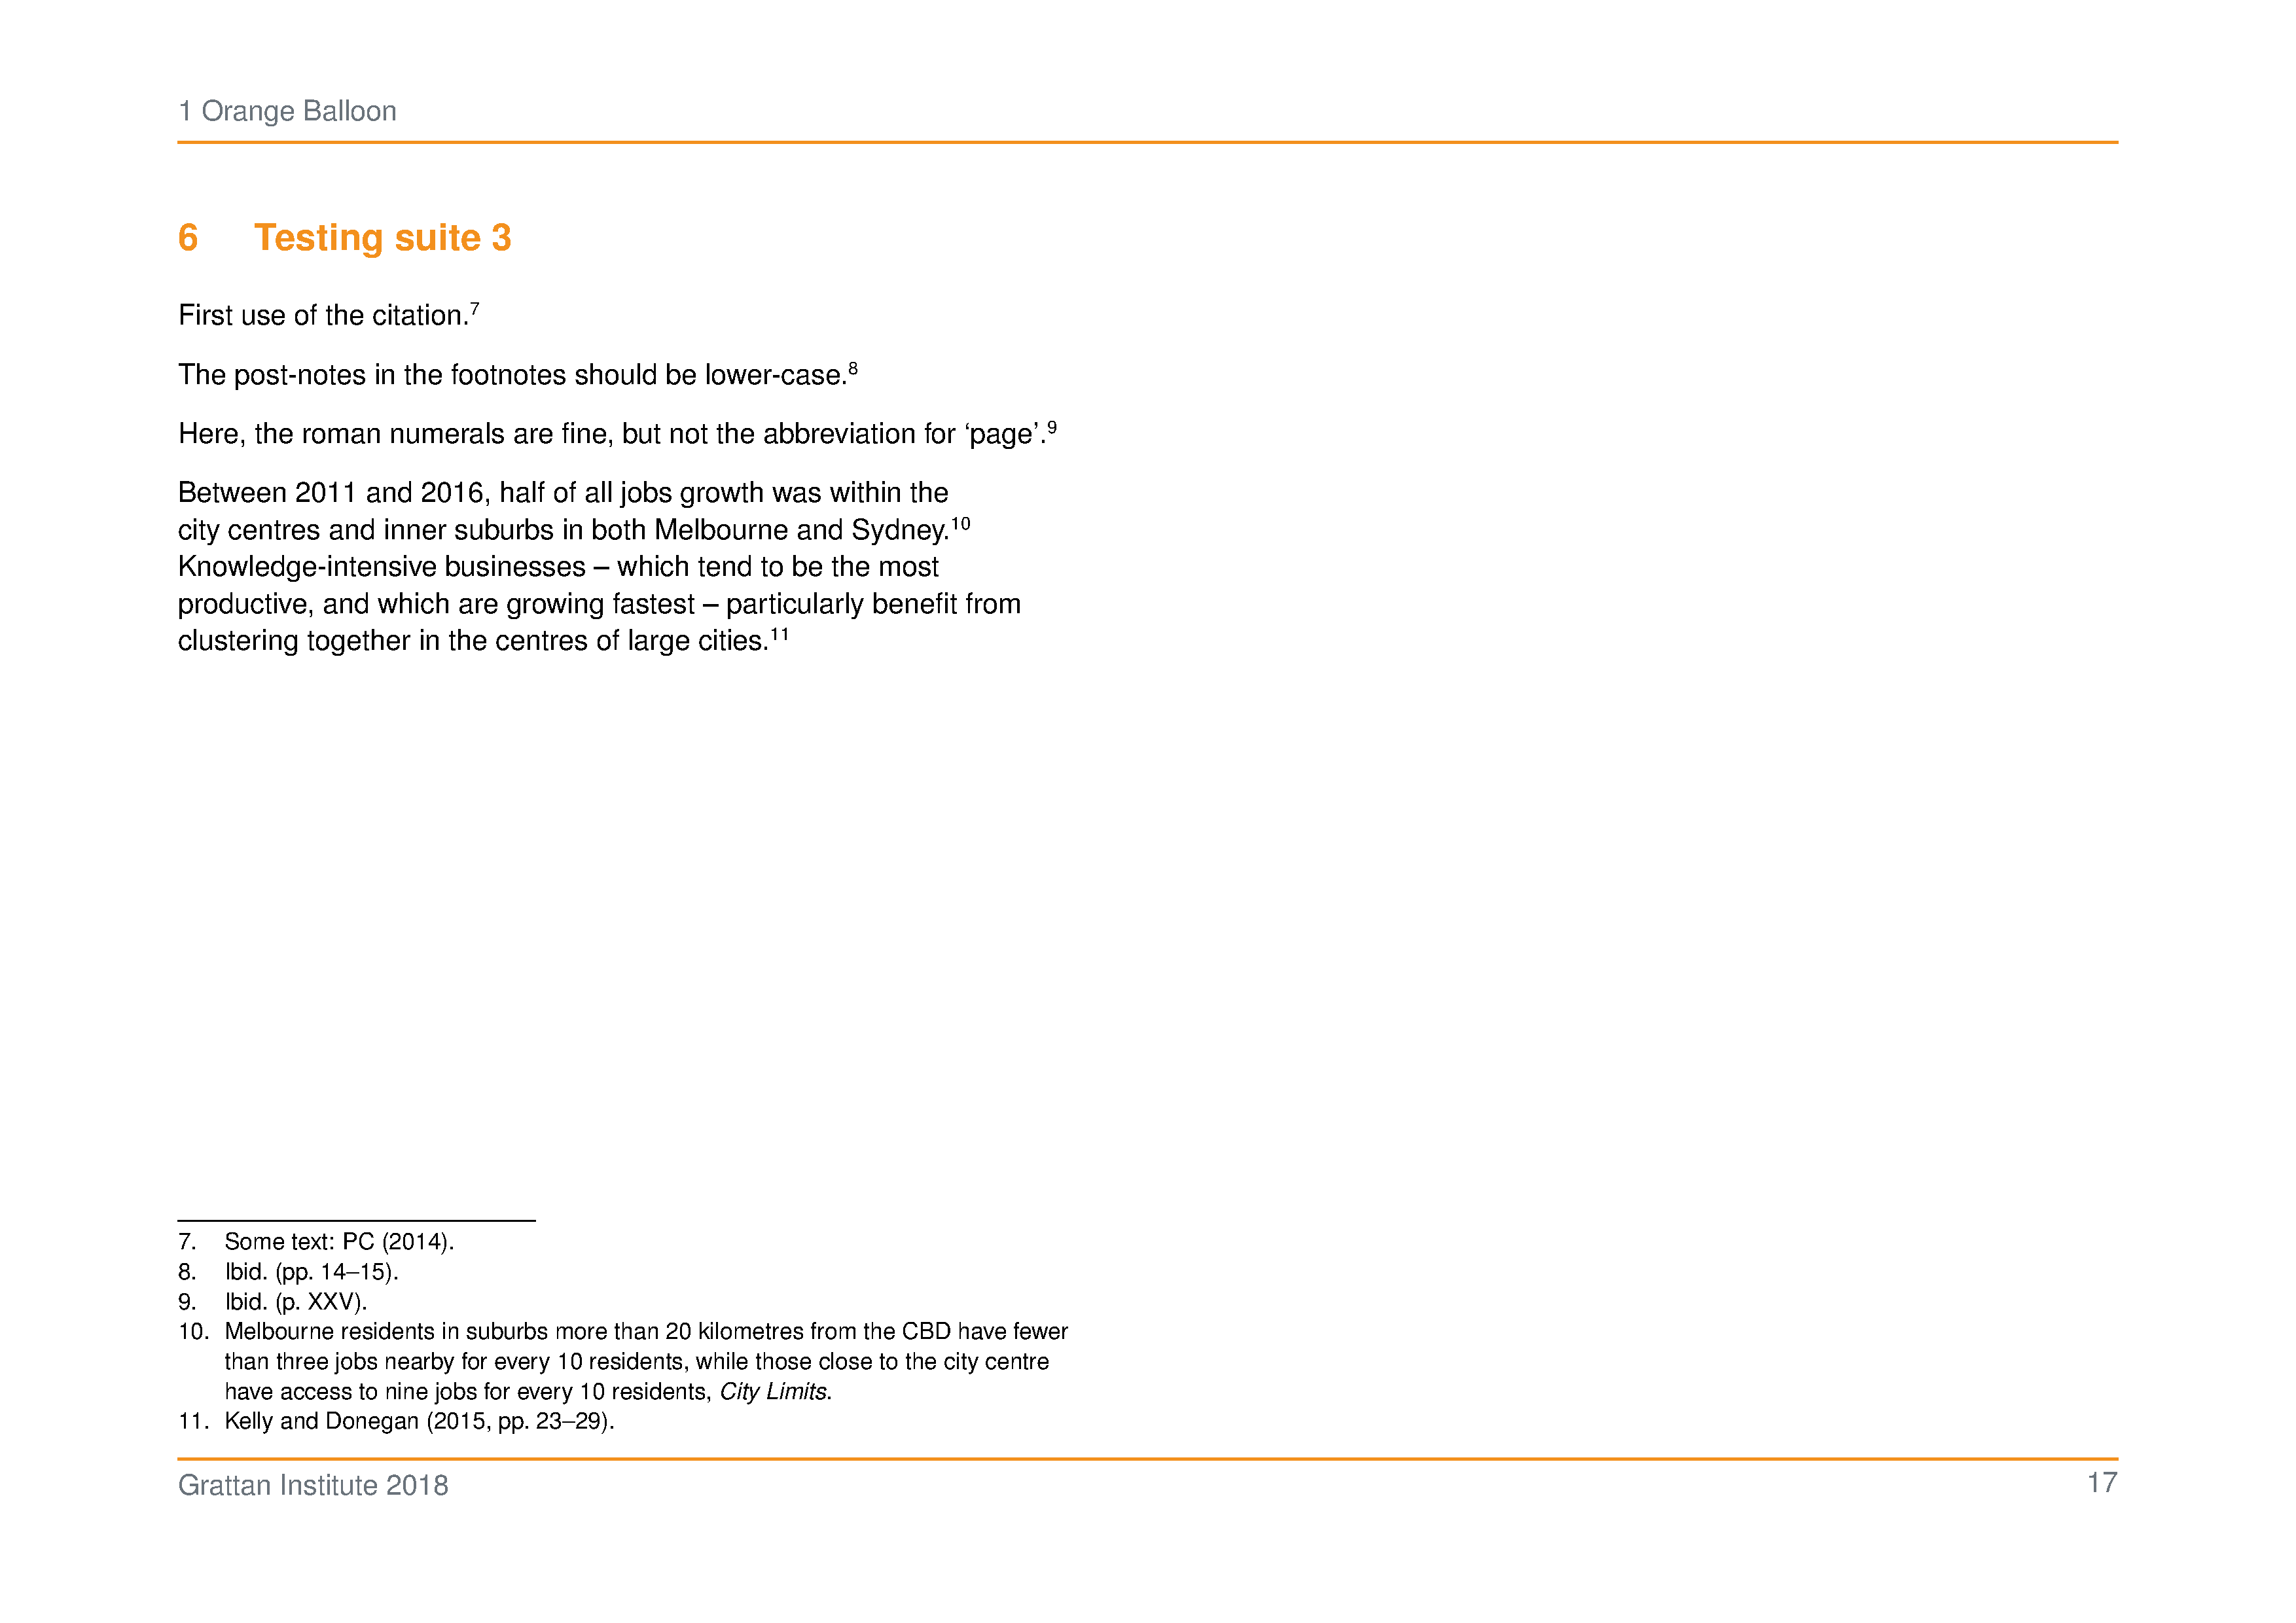 1 Orange Balloon
6 Testing suite 3
First use of the citation.7
The post-notes in the footnotes should be lower-case.8
Here, the roman numerals are fine, but not the abbreviation for ‘page’.9
Between 2011 and 2016, half of all jobs growth was within the
city centres and inner suburbs in both Melbourne and Sydney.10
Knowledge-intensive businesses – which tend to be the most
productive, and which are growing fastest – particularly benefit from
clustering together in the centres of large cities.11
7. Some text: PC (2014).
8. Ibid. (pp. 14–15).
9. Ibid. (p. XXV).
10. Melbourne residents in suburbs more than 20 kilometres from the CBD have fewer
than three jobs nearby for every 10 residents, while those close to the city centre
have access to nine jobs for every 10 residents, City Limits.
11. Kelly and Donegan (2015, pp. 23–29).
Grattan Institute 2018
17